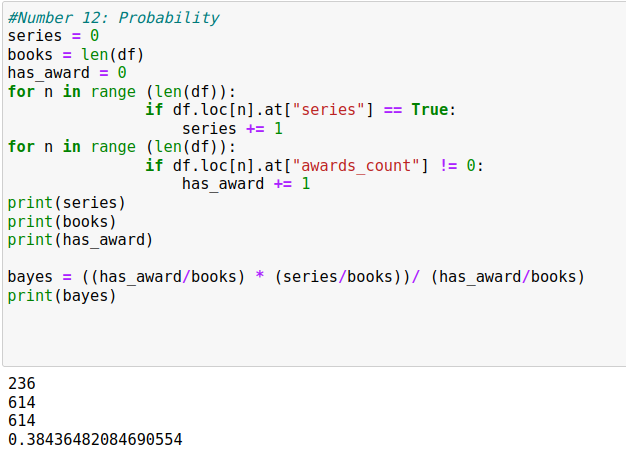 #Number 12: Probability
series = 0
books = len(df)
has_award = 0
for n in range (len(df)):
               if df.loc[n].at["series"] == True:
                   series += 1
for n in range (len(df)):
               if df.loc[n].at["awards_count"] != 0:
                   has_award += 1
print(series)
print(books)
print(has_award)

bayes = ((has_award/books) * (series/books))/ (has_award/books)
print(bayes)
236
614
614
0.38436482084690554